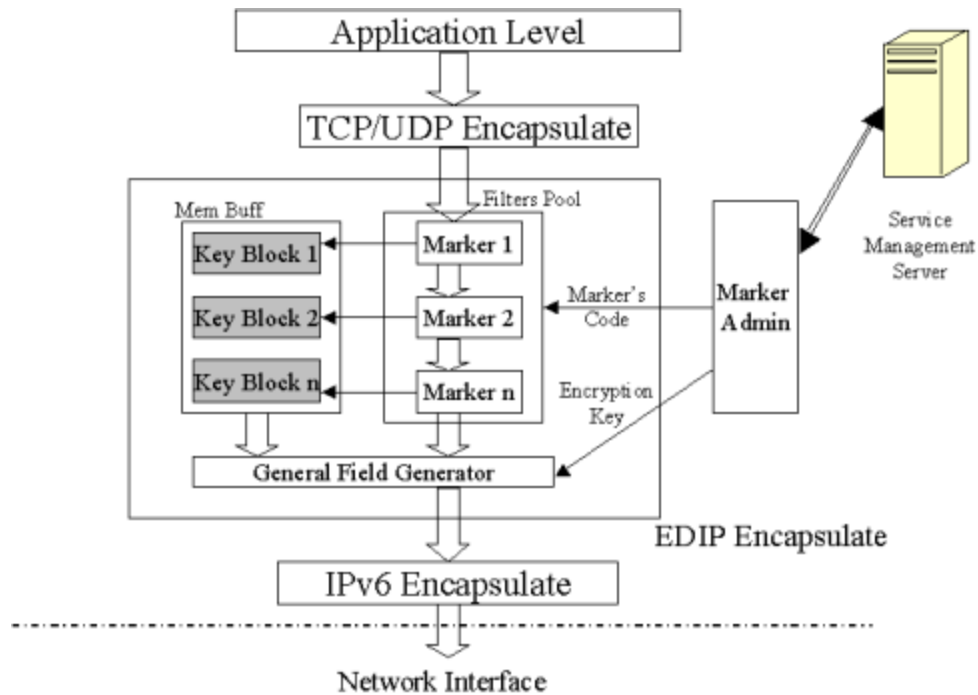 Application Level
TCP/UDP Encapsulate
Filters Pool
Mem Buff
Key Block 1
Marker 1
Key Block 2
Marker 2
Key Block n
Marker n
Marker's
Code
Encryption
Key
Marker
Admin
Service
Management
Server
General Field Generator
EDIP Encapsulate
IPv6 Encapsulate
Network Interface